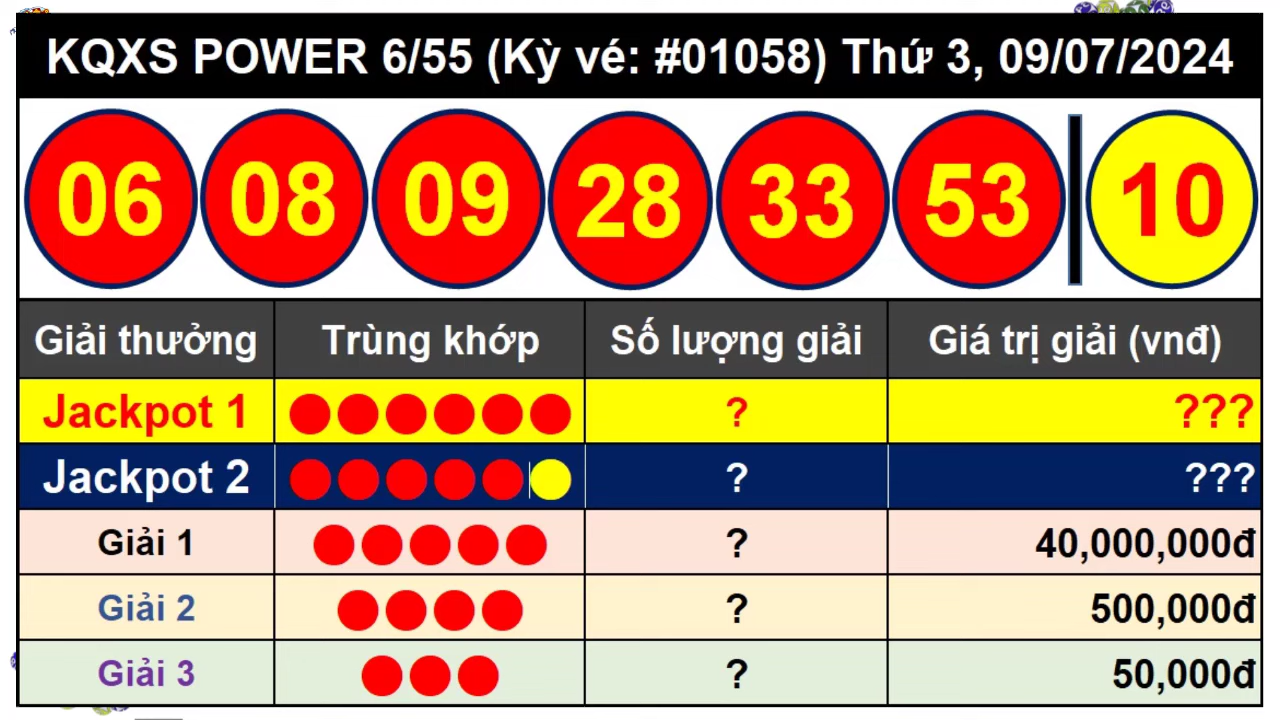 KQXS POWER 6/55 (Kỳ vé: #01058) Thứ 3, 09/07/2024
06 08 09 28 33 53 10
Giải thưởng Trùng khớp Số lượng giải Giá trị giải (vnđ)
Jackpot 1 ? ???
Jackpot 2 ? ???
Giải 1 ? 40,000,000đ
Giải 2 ? 500,000đ
Giải 3 ? 50,000đ